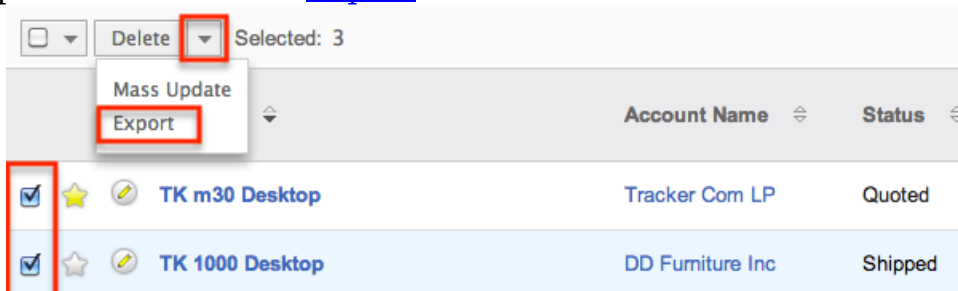 Delete Selected: 3
Mass Update
Export
Account Name Status
TK m30 Desktop Tracker Com LP Quoted
TK 1000 Desktop DD Furniture Inc Shipped